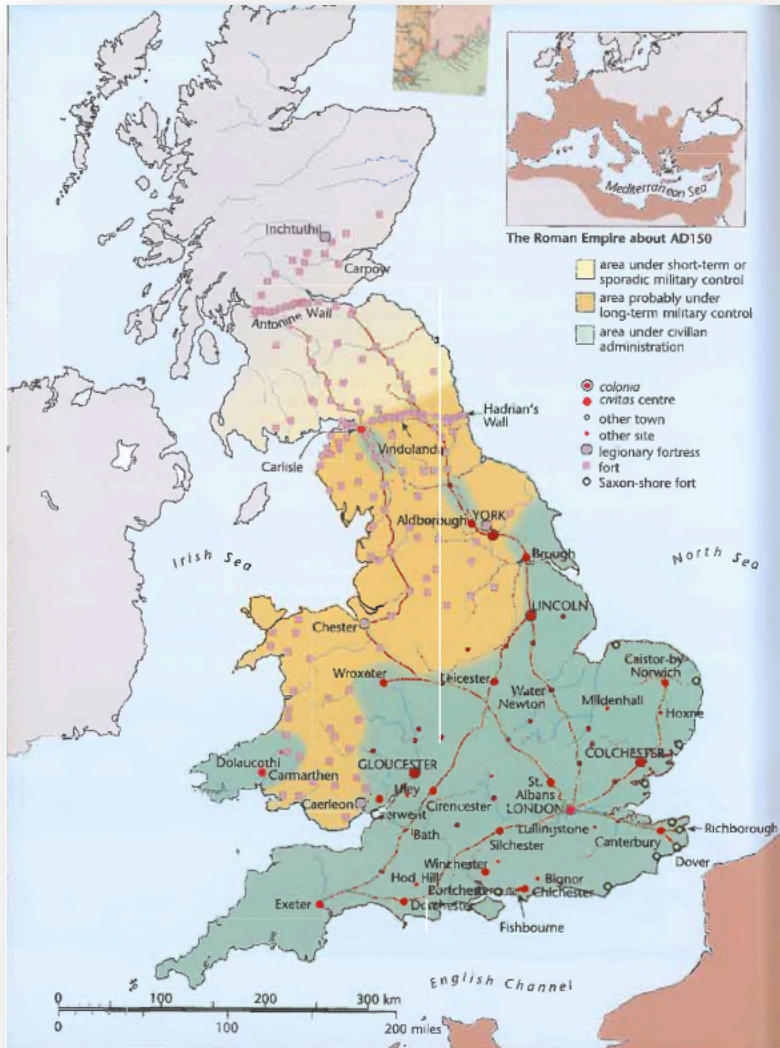 Mediterranean Sea
The Roman Empire about AD150
area under short-term or
sporadic military control
area probably under
long-term military control
area under civilian
administration
colonia
civitas centre
other town
other site
legionary fortress
fort
Saxon-shore fort
Inchtuthil
Carpow
Antonine Wall
Hadrian's
Wall
Vindolanda
Carlisle
Aldborough
YORK
Irish Sea
North Sea
Brough
LINCOLN
Chester
Wroxeter
Leicester
Water
Newton
Caistor-by-
Norwich
Mildenhall
Hoxne
Dolaucothi
Carmarthen
GLOUCESTER
COLCHESTER
Uley
St.
Albans
Caerleon
Caerwent
Cirencester
LONDON
Bath
Lullingstone
Silchester
Canterbury
Richborough
Dover
Winchester
Hod Hill
Bignor
Portchester
Chichester
Exeter
Dorchester
Fishbourne
English Channel
0 100 200 300 km
0 100 200 miles